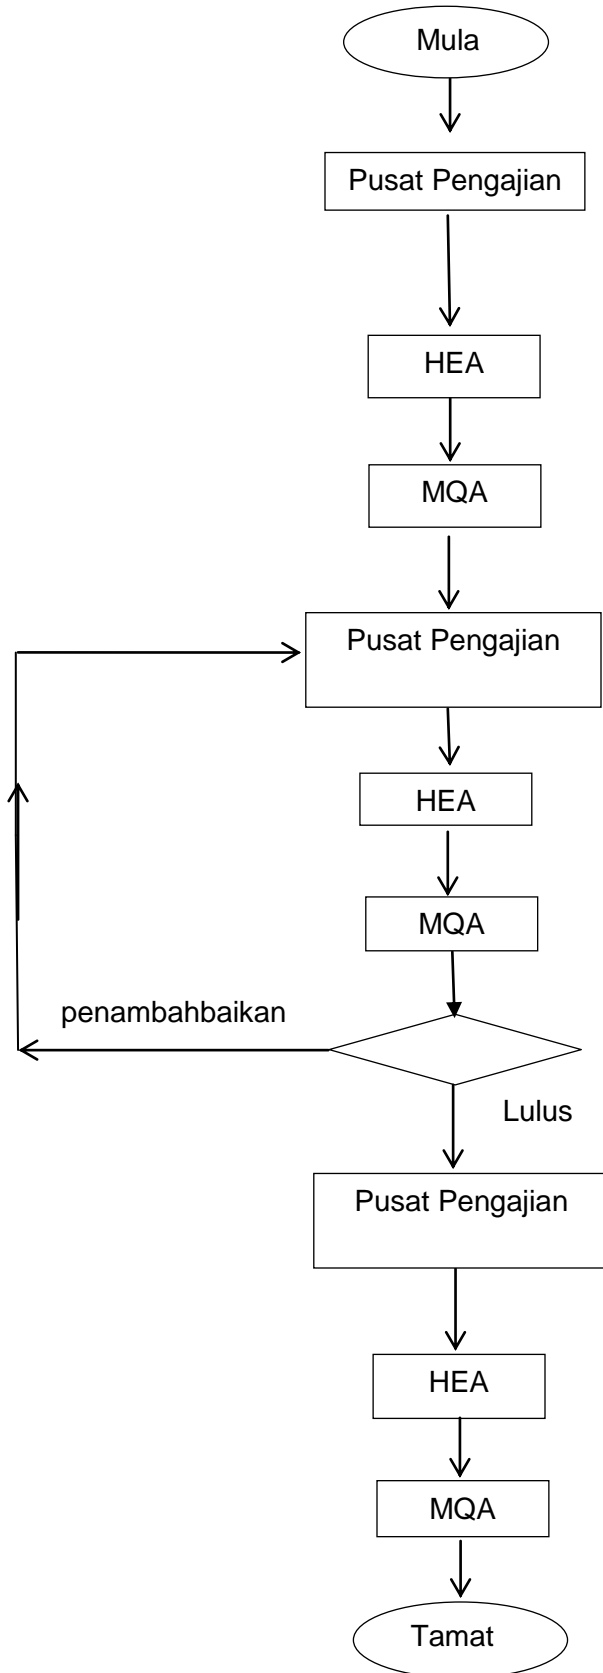 Mula
Pusat Pengajian
HEA
MQA
Pusat Pengajian
HEA
MQA
penambahbaikan
Lulus
Pusat Pengajian
HEA
MQA
Tamat